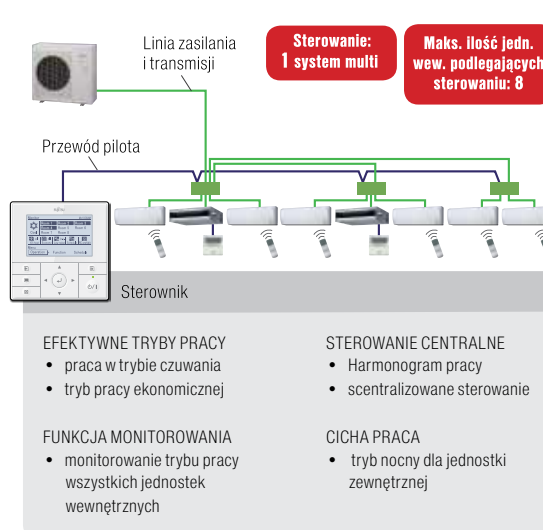 Linia zasilania
i transmisji
Sterowanie:
1 system multi
Maks. ilość jedn.
wew. podlegających
sterowaniu: 8
Przewód pilota
Sterownik
EFEKTYWNE TRYBY PRACY
• praca w trybie czuwania
• tryb pracy ekonomicznej
FUNKCJA MONITOROWANIA
• monitorowanie trybu pracy
wszystkich jednostek
wewnętrznych
STEROWANIE CENTRALNE
• Harmonogram pracy
• scentralizowane sterowanie
CICHA PRACA
• tryb nocny dla jednostki
zewnętrznej